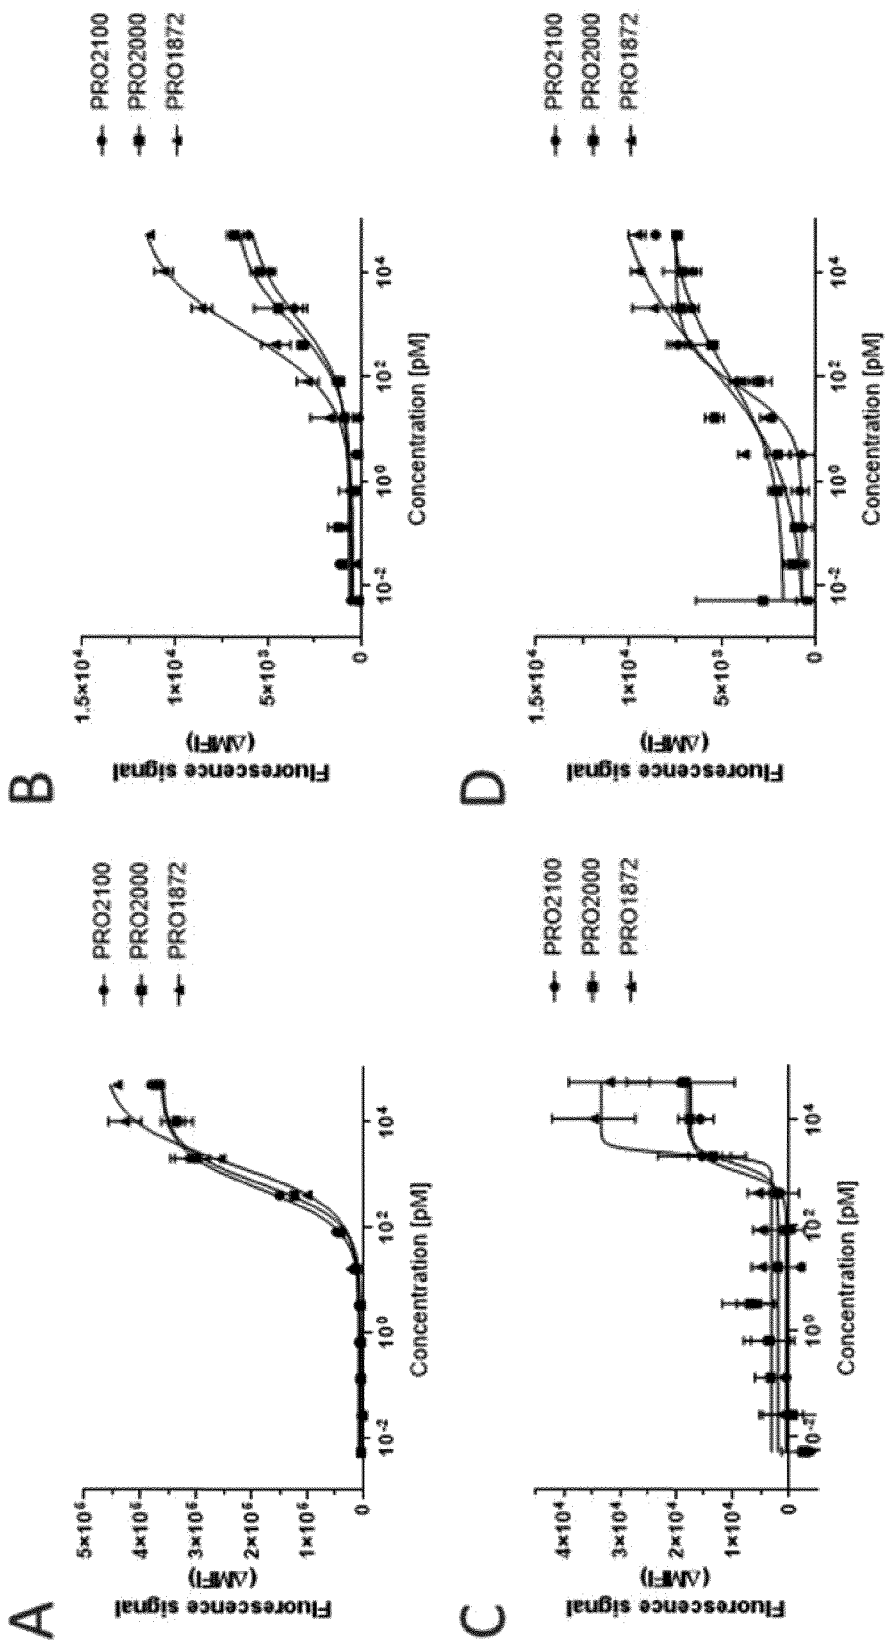 A
5×10⁶
4×10⁶
3×10⁶
2×10⁶
1×10⁶
0
Fluorescence signal
(ΔMFI)
10⁻²
10⁰
10²
10⁴
Concentration [pM]
PRO2100
PRO2000
PRO1872
B
1.5×10⁴
1×10⁴
5×10³
0
Fluorescence signal
(ΔMFI)
10⁻²
10⁰
10²
10⁴
Concentration [pM]
PRO2100
PRO2000
PRO1872
C
4×10⁴
3×10⁴
2×10⁴
1×10⁴
0
Fluorescence signal
(ΔMFI)
10⁻²
10⁰
10²
10⁴
Concentration [pM]
PRO2100
PRO2000
PRO1872
D
1.5×10⁴
1×10⁴
5×10³
0
Fluorescence signal
(ΔMFI)
10⁻²
10⁰
10²
10⁴
Concentration [pM]
PRO2100
PRO2000
PRO1872